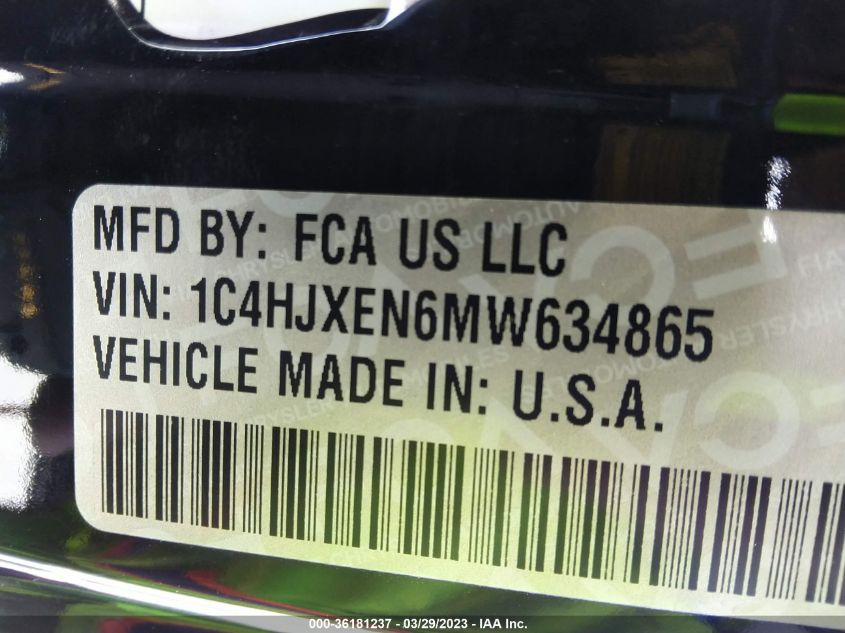 MFD BY: FCA US LLC
VIN: 1C4HJXEN6MW634865
VEHICLE MADE IN: U.S.A.
000-36181237 - 03/29/2023 - IAA Inc.